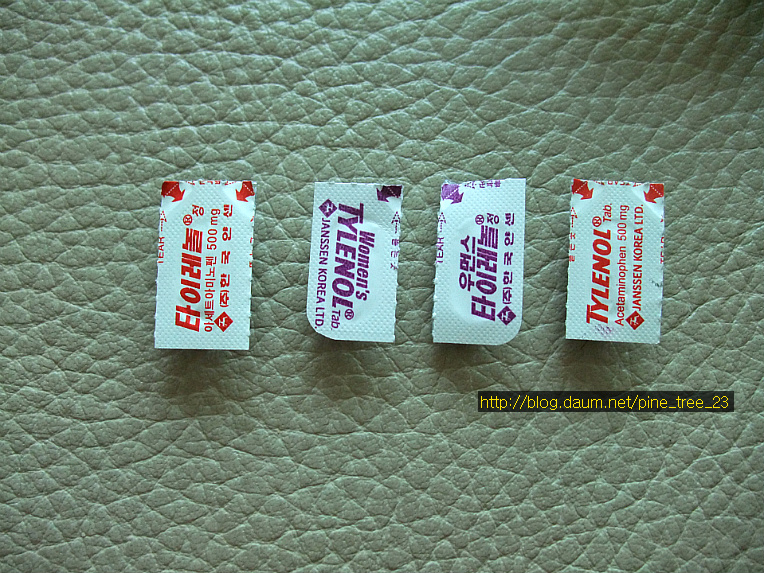 타이레놀® 정
아세트아미노펜 500 mg
(주)한국얀센
TEAR
Women's
TYLENOL® Tab.
JANSSEN KOREA LTD.
우먼스
타이레놀® 정
(주)한국얀센
TEAR
TYLENOL® Tab.
Acetaminophen 500 mg
JANSSEN KOREA LTD.
http://blog.daum.net/pine_tree_23